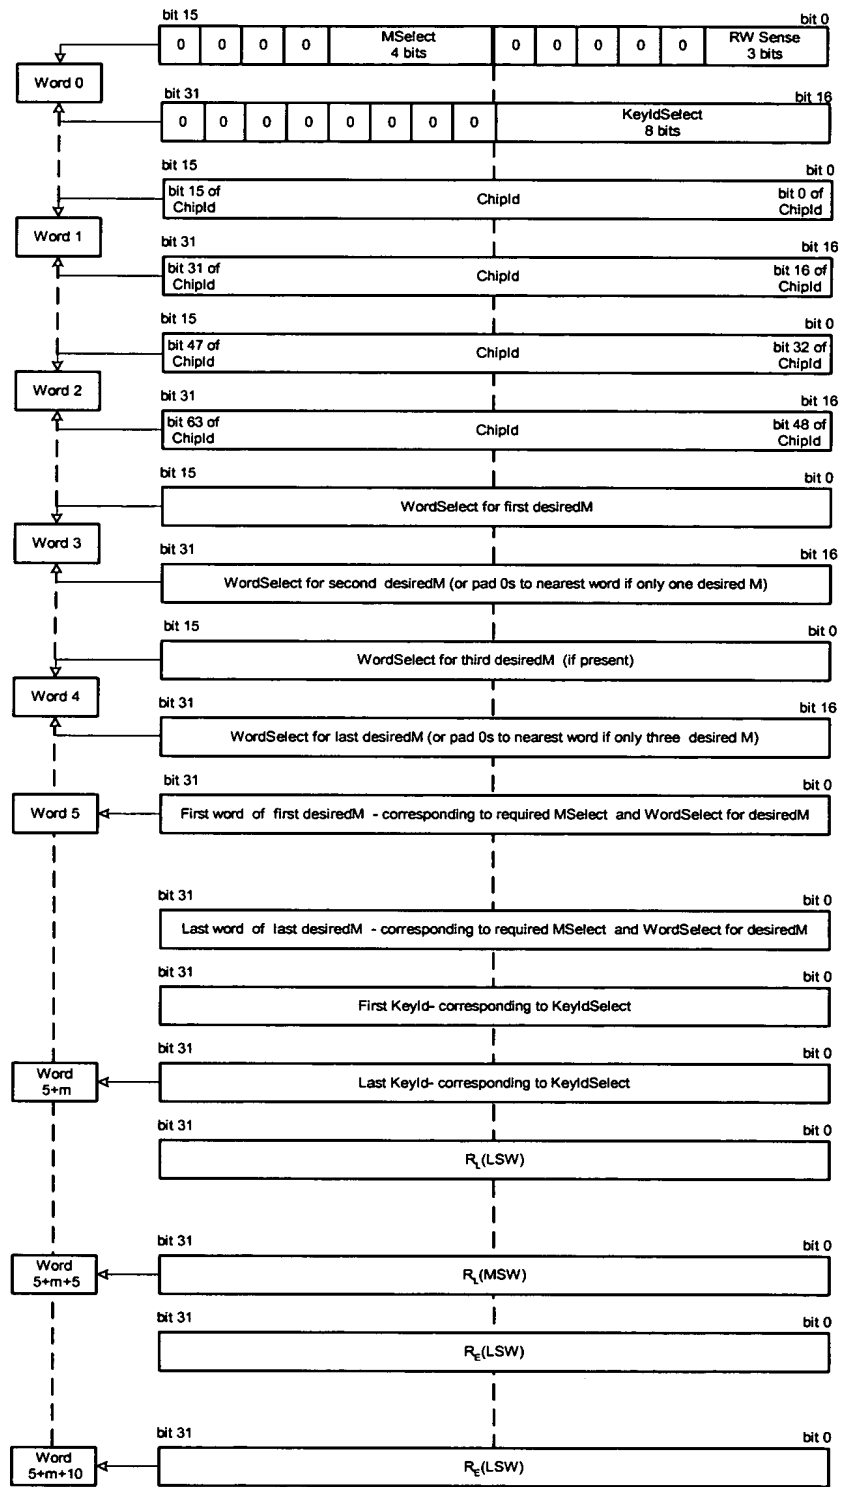 bit 15
bit 0
0 0 0 0 MSelect 4 bits 0 0 0 0 0 RW Sense 3 bits
Word 0
bit 31
bit 16
0 0 0 0 0 0 0 0 KeyIdSelect 8 bits
bit 15
bit 0
bit 15 of ChipId
ChipId
bit 0 of ChipId
Word 1
bit 31
bit 16
bit 31 of ChipId
ChipId
bit 16 of ChipId
bit 15
bit 0
bit 47 of ChipId
ChipId
bit 32 of ChipId
Word 2
bit 31
bit 16
bit 63 of ChipId
ChipId
bit 48 of ChipId
bit 15
bit 0
WordSelect for first desiredM
Word 3
bit 31
bit 16
WordSelect for second desiredM (or pad 0s to nearest word if only one desired M)
bit 15
bit 0
WordSelect for third desiredM (if present)
Word 4
bit 31
bit 16
WordSelect for last desiredM (or pad 0s to nearest word if only three desired M)
bit 31
bit 0
Word 5
First word of first desiredM - corresponding to required MSelect and WordSelect for desiredM
bit 31
bit 0
Last word of last desiredM - corresponding to required MSelect and WordSelect for desiredM
bit 31
bit 0
First KeyId- corresponding to KeyIdSelect
bit 31
bit 0
Word
5+m
Last KeyId- corresponding to KeyIdSelect
bit 31
bit 0
R_L(LSW)
bit 31
bit 0
Word
5+m+5
R_L(MSW)
bit 31
bit 0
R_E(LSW)
bit 31
bit 0
Word
5+m+10
R_E(LSW)